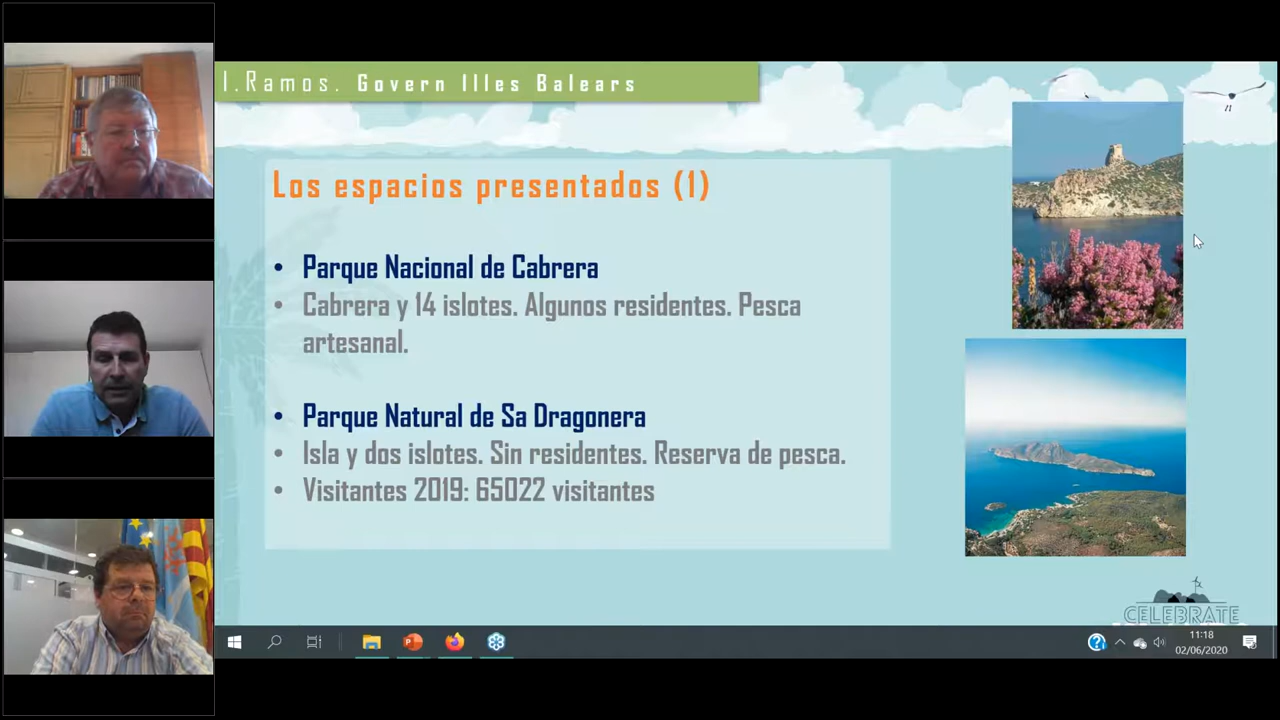 I.Ramos. Govern Illes Balears
Los espacios presentados (1)
• Parque Nacional de Cabrera
• Cabrera y 14 islotes. Algunos residentes. Pesca
artesanal.
• Parque Natural de Sa Dragonera
• Isla y dos islotes. Sin residentes. Reserva de pesca.
• Visitantes 2019: 65022 visitantes
CELEBRATE
11:18
02/06/2020